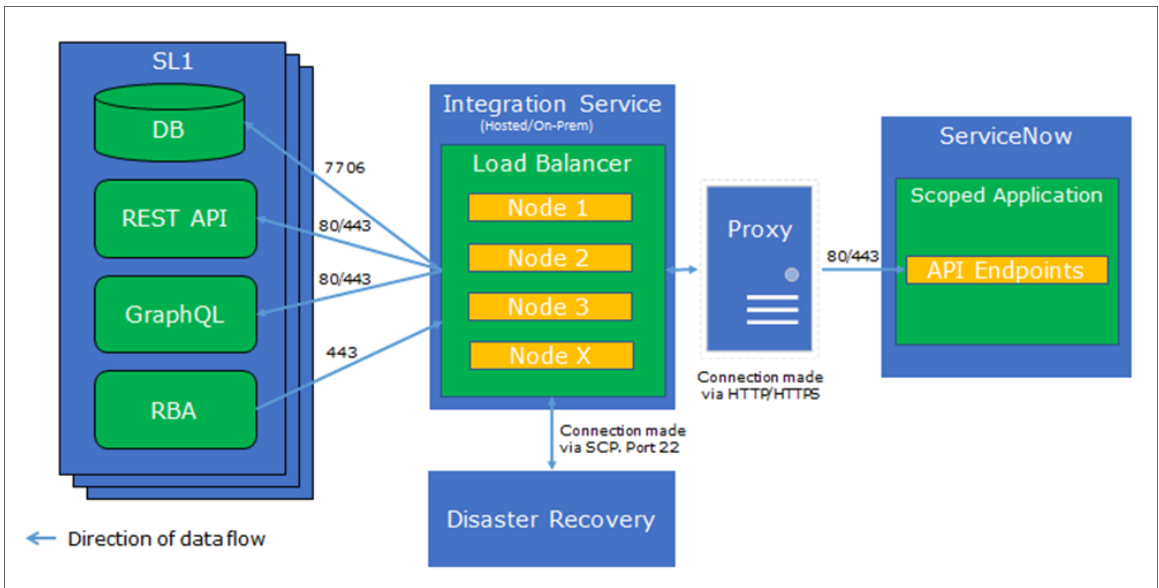 SL1
DB
REST API
GraphQL
RBA
7706
80/443
80/443
443
Integration Service
(Hosted/On-Prem)
Load Balancer
Node 1
Node 2
Node 3
Node X
Connection made
via SCP. Port 22
Disaster Recovery
Proxy
Connection made
via HTTP/HTTPS
80/443
ServiceNow
Scoped Application
API Endpoints
Direction of data flow